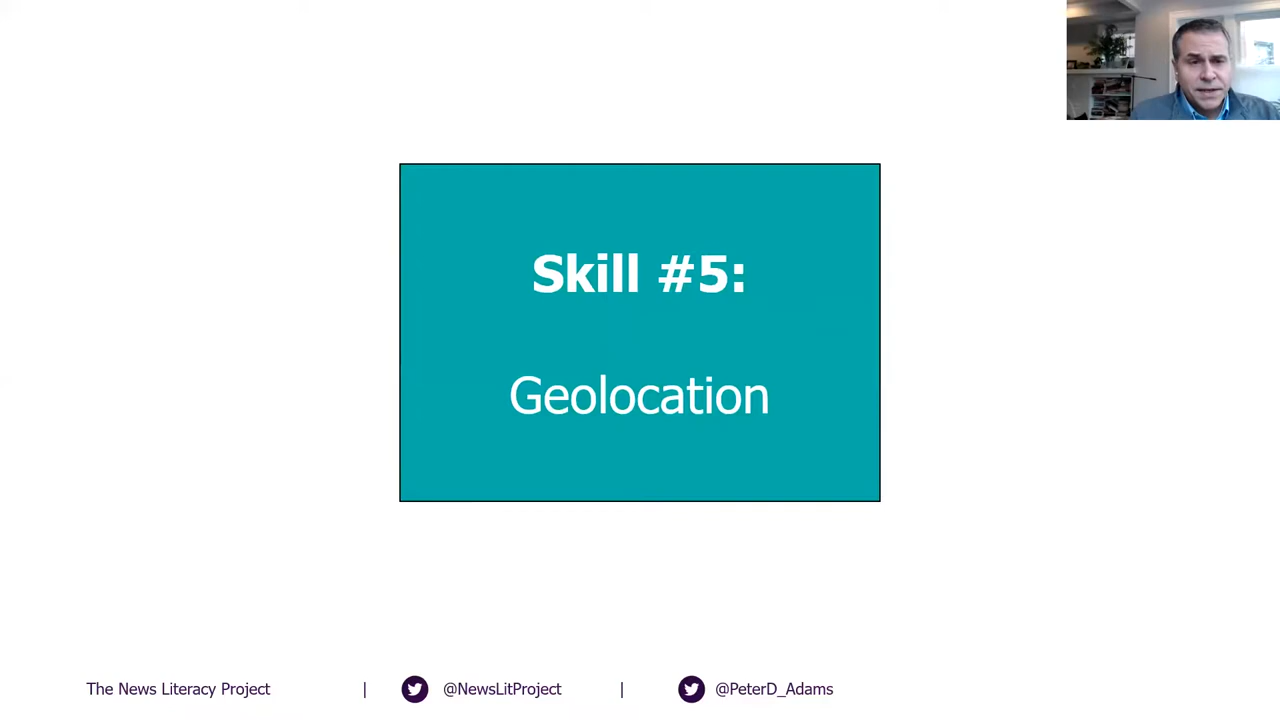 Skill #5:
Geolocation
The News Literacy Project | @NewsLitProject | @PeterD_Adams